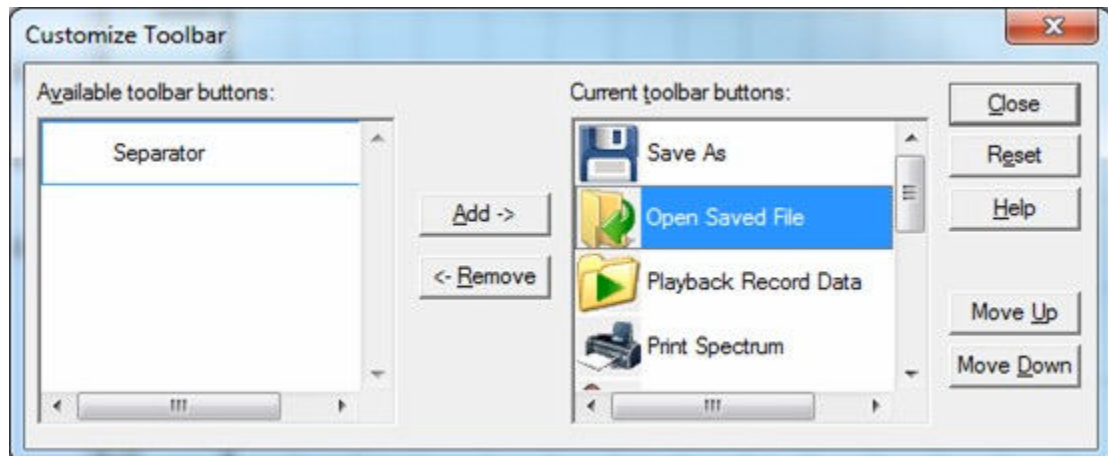 Customize Toolbar
Available toolbar buttons:
Separator
Add ->
<- Remove
Current toolbar buttons:
Save As
Open Saved File
Playback Record Data
Print Spectrum
Close
Reset
Help
Move Up
Move Down